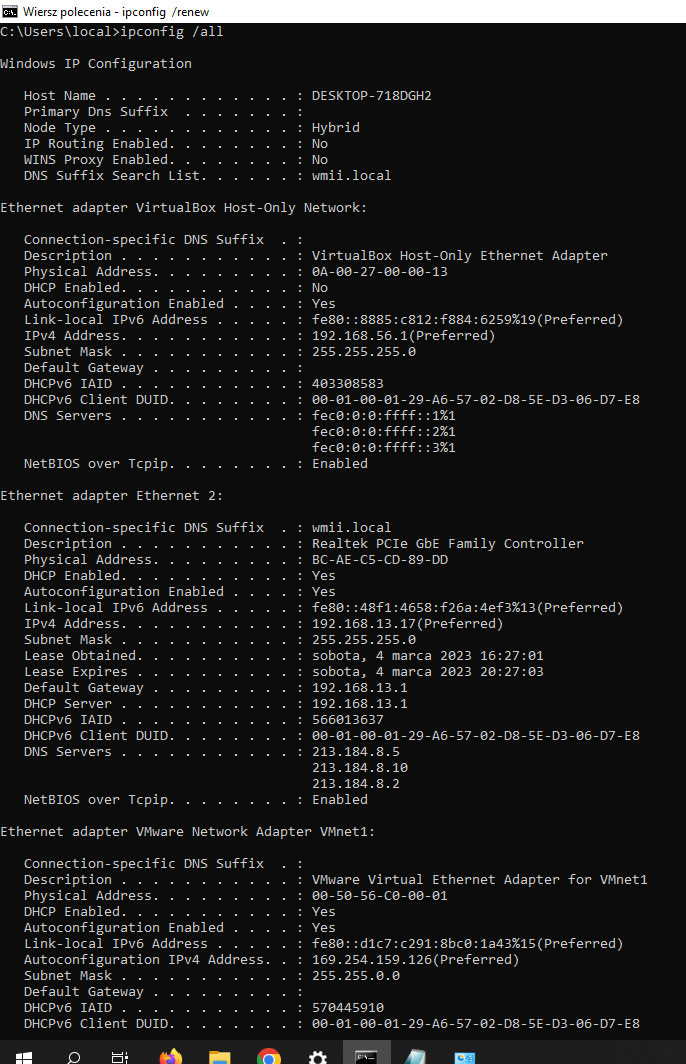 Wiersz polecenia - ipconfig /renew
C:\Users\local>ipconfig /all
Windows IP Configuration
Host Name . . . . . . . . . . . . : DESKTOP-718DGH2
Primary Dns Suffix  . . . . . . . :
Node Type . . . . . . . . . . . . : Hybrid
IP Routing Enabled. . . . . . . . : No
WINS Proxy Enabled. . . . . . . . : No
DNS Suffix Search List. . . . . . : wmii.local
Ethernet adapter VirtualBox Host-Only Network:
Connection-specific DNS Suffix  . :
Description . . . . . . . . . . . : VirtualBox Host-Only Ethernet Adapter
Physical Address. . . . . . . . . : 0A-00-27-00-00-13
DHCP Enabled. . . . . . . . . . . : No
Autoconfiguration Enabled . . . . : Yes
Link-local IPv6 Address . . . . . : fe80::8885:c812:f884:6259%19(Preferred)
IPv4 Address. . . . . . . . . . . : 192.168.56.1(Preferred)
Subnet Mask . . . . . . . . . . . : 255.255.255.0
Default Gateway . . . . . . . . . :
DHCPv6 IAID . . . . . . . . . . . : 403308583
DHCPv6 Client DUID. . . . . . . . : 00-01-00-01-29-A6-57-02-D8-5E-D3-06-D7-E8
DNS Servers . . . . . . . . . . . : fec0:0:0:ffff::1%1
fec0:0:0:ffff::2%1
fec0:0:0:ffff::3%1
NetBIOS over Tcpip. . . . . . . . : Enabled
Ethernet adapter Ethernet 2:
Connection-specific DNS Suffix  . : wmii.local
Description . . . . . . . . . . . : Realtek PCIe GbE Family Controller
Physical Address. . . . . . . . . : BC-AE-C5-CD-89-DD
DHCP Enabled. . . . . . . . . . . : Yes
Autoconfiguration Enabled . . . . : Yes
Link-local IPv6 Address . . . . . : fe80::48f1:4658:f26a:4ef3%13(Preferred)
IPv4 Address. . . . . . . . . . . : 192.168.13.17(Preferred)
Subnet Mask . . . . . . . . . . . : 255.255.255.0
Lease Obtained. . . . . . . . . . : sobota, 4 marca 2023 16:27:01
Lease Expires . . . . . . . . . . : sobota, 4 marca 2023 20:27:03
Default Gateway . . . . . . . . . : 192.168.13.1
DHCP Server . . . . . . . . . . . : 192.168.13.1
DHCPv6 IAID . . . . . . . . . . . : 566013637
DHCPv6 Client DUID. . . . . . . . : 00-01-00-01-29-A6-57-02-D8-5E-D3-06-D7-E8
DNS Servers . . . . . . . . . . . : 213.184.8.5
213.184.8.10
213.184.8.2
NetBIOS over Tcpip. . . . . . . . : Enabled
Ethernet adapter VMware Network Adapter VMnet1:
Connection-specific DNS Suffix  . :
Description . . . . . . . . . . . : VMware Virtual Ethernet Adapter for VMnet1
Physical Address. . . . . . . . . : 00-50-56-C0-00-01
DHCP Enabled. . . . . . . . . . . : Yes
Autoconfiguration Enabled . . . . : Yes
Link-local IPv6 Address . . . . . : fe80::d1c7:c291:8bc0:1a43%15(Preferred)
Autoconfiguration IPv4 Address. . : 169.254.159.126(Preferred)
Subnet Mask . . . . . . . . . . . : 255.255.0.0
Default Gateway . . . . . . . . . :
DHCPv6 IAID . . . . . . . . . . . : 570445910
DHCPv6 Client DUID. . . . . . . . : 00-01-00-01-29-A6-57-02-D8-5E-D3-06-D7-E8